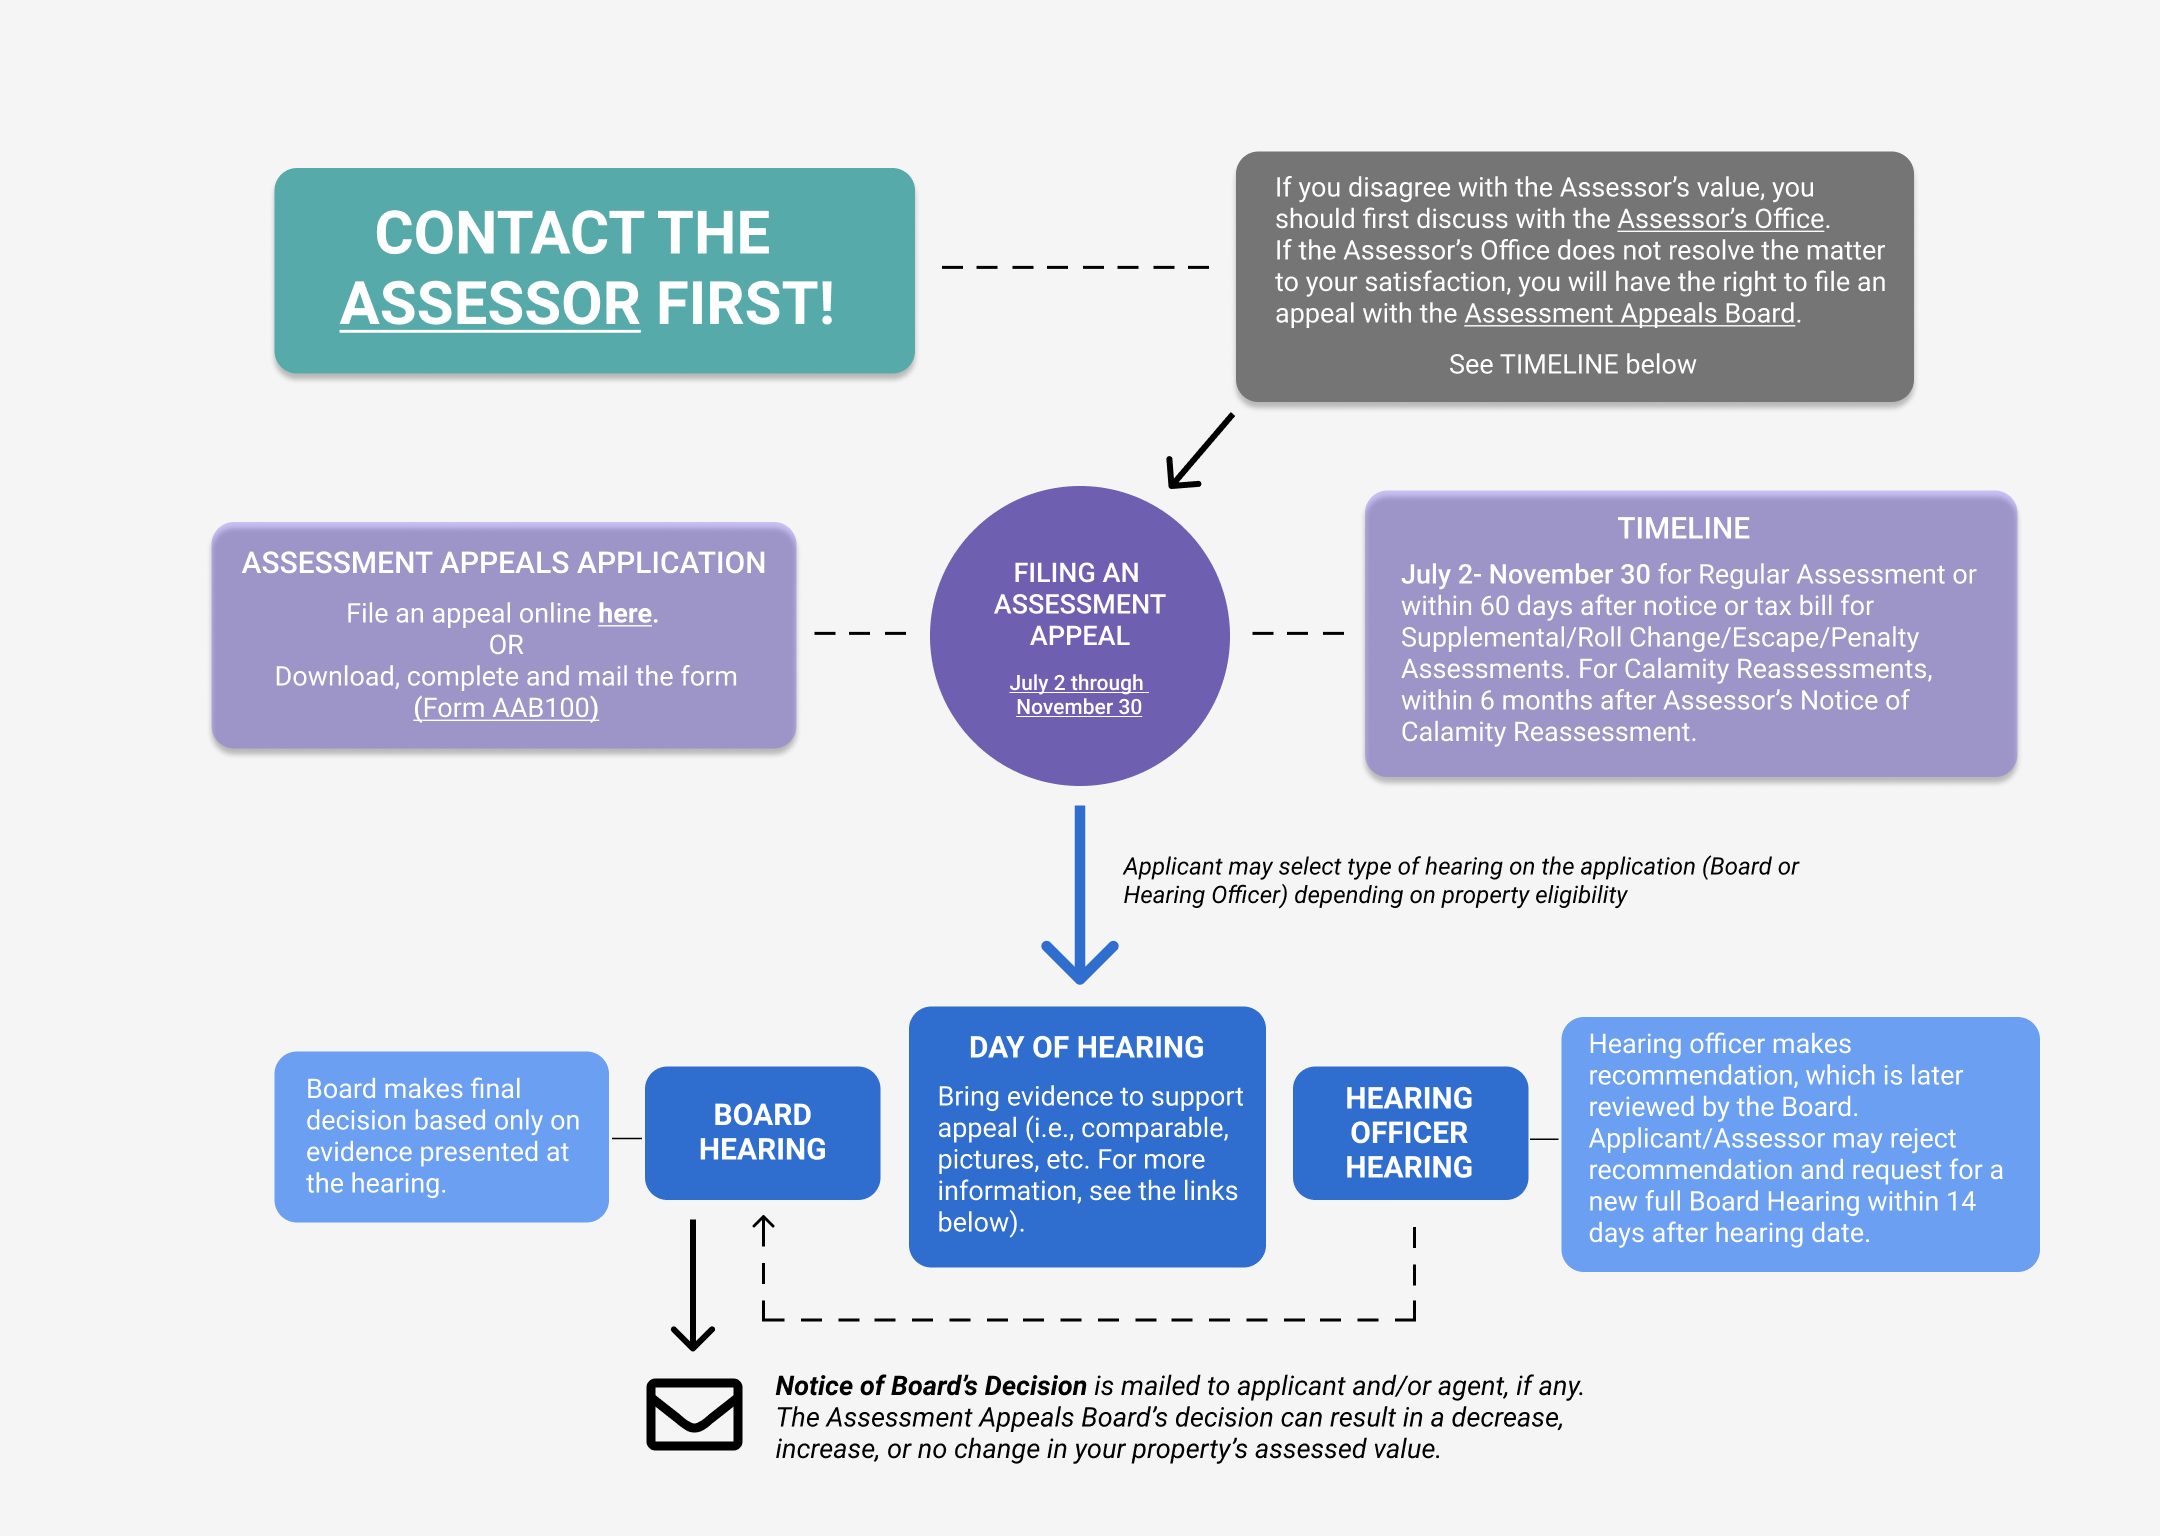 CONTACT THE
ASSESSOR FIRST!
If you disagree with the Assessor’s value, you
should first discuss with the Assessor’s Office.
If the Assessor’s Office does not resolve the matter
to your satisfaction, you will have the right to file an
appeal with the Assessment Appeals Board.
See TIMELINE below
ASSESSMENT APPEALS APPLICATION
File an appeal online here.
OR
Download, complete and mail the form
(Form AAB100)
FILING AN
ASSESSMENT
APPEAL
July 2 through
November 30
TIMELINE
July 2- November 30 for Regular Assessment or
within 60 days after notice or tax bill for
Supplemental/Roll Change/Escape/Penalty
Assessments. For Calamity Reassessments,
within 6 months after Assessor’s Notice of
Calamity Reassessment.
Applicant may select type of hearing on the application (Board or
Hearing Officer) depending on property eligibility
Board makes final
decision based only on
evidence presented at
the hearing.
BOARD
HEARING
DAY OF HEARING
Bring evidence to support
appeal (i.e., comparable,
pictures, etc. For more
information, see the links
below).
HEARING
OFFICER
HEARING
Hearing officer makes
recommendation, which is later
reviewed by the Board.
Applicant/Assessor may reject
recommendation and request for a
new full Board Hearing within 14
days after hearing date.
Notice of Board’s Decision is mailed to applicant and/or agent, if any.
The Assessment Appeals Board’s decision can result in a decrease,
increase, or no change in your property’s assessed value.